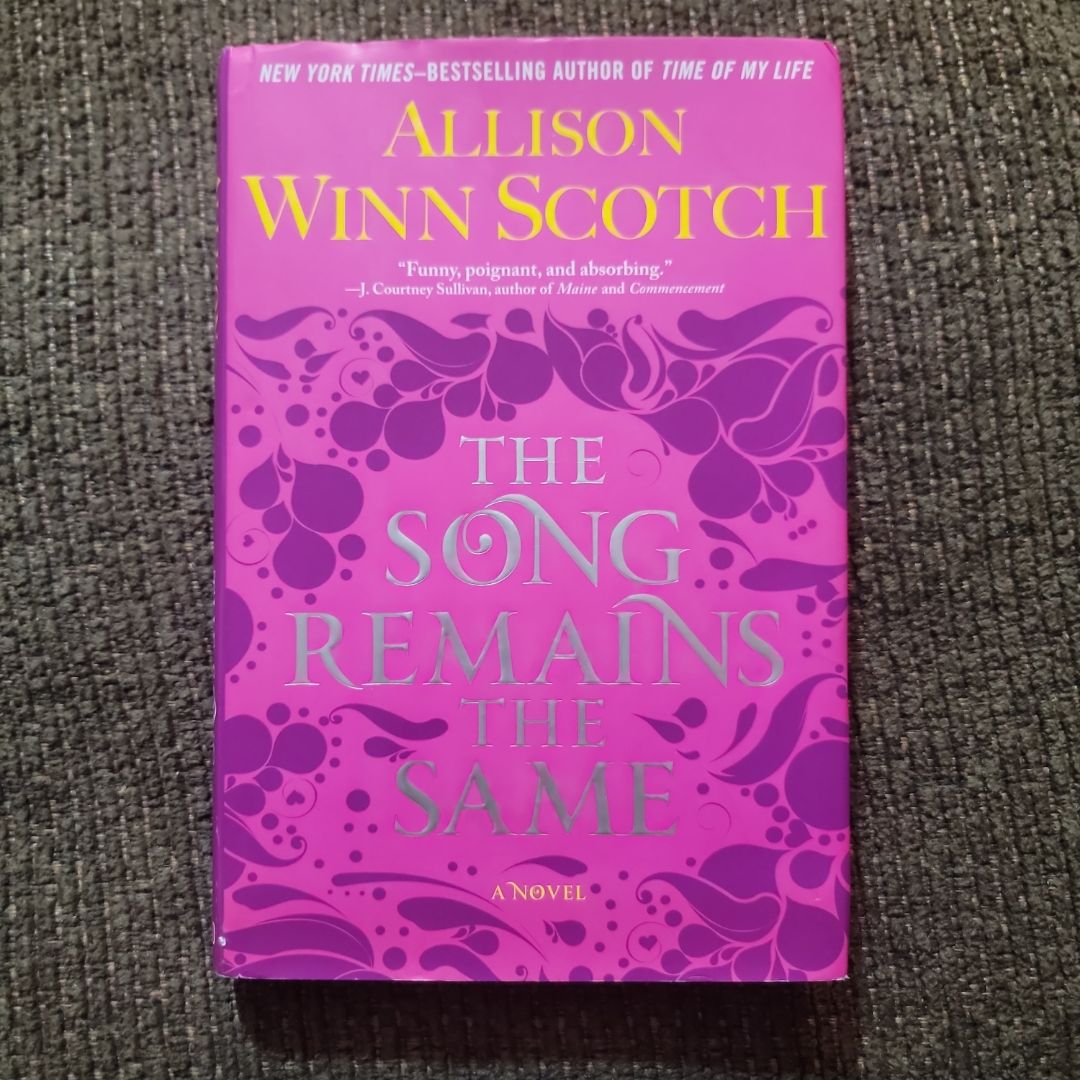 NEW YORK TIMES–BESTSELLING AUTHOR OF TIME OF MY LIFE
ALLISON
WINN SCOTCH
“Funny, poignant, and absorbing.”
—J. Courtney Sullivan, author of Maine and Commencement
THE
SONG
REMAINS
THE
SAME
A NOVEL